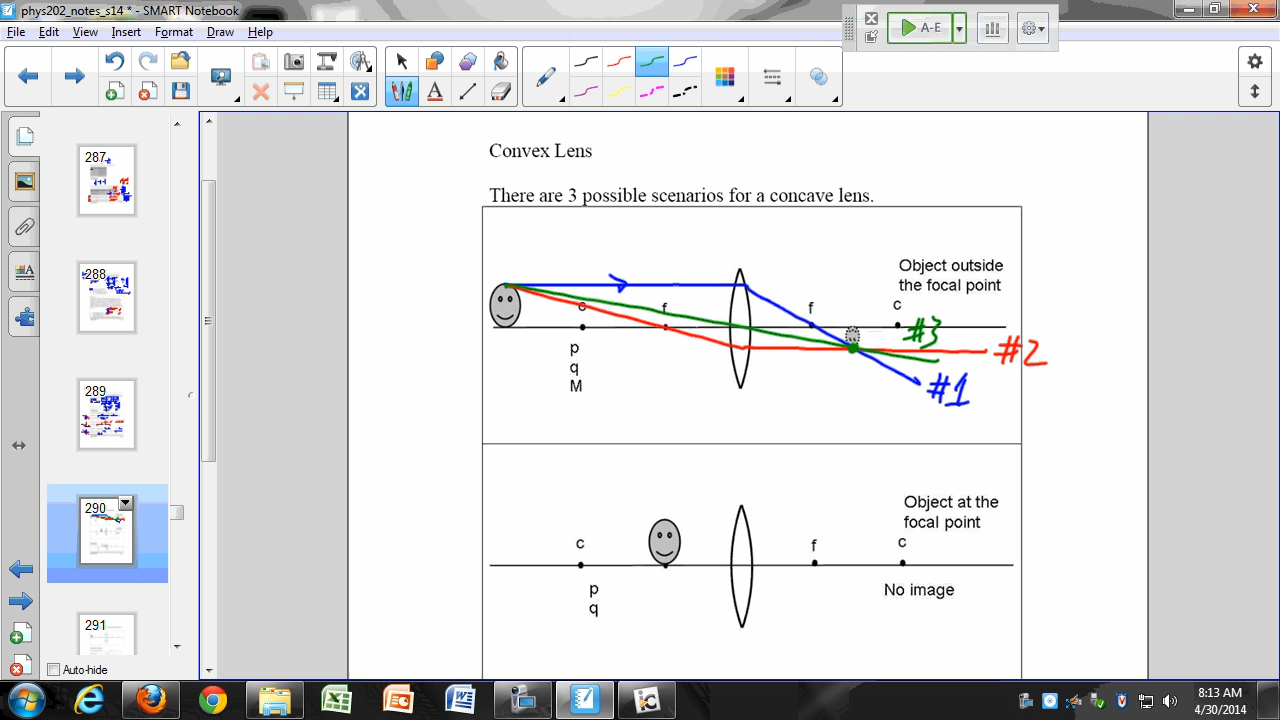 phys202_notes_s14 * - SMART Notebook
File Edit View Insert Format Draw Help
A-E
287
288
289
290
291
Auto-hide
Convex Lens
There are 3 possible scenarios for a concave lens.
Object outside
the focal point
c f f c
#3
#2
#1
p
q
M
Object at the
focal point
c f c
p
q
No image
8:13 AM
4/30/2014